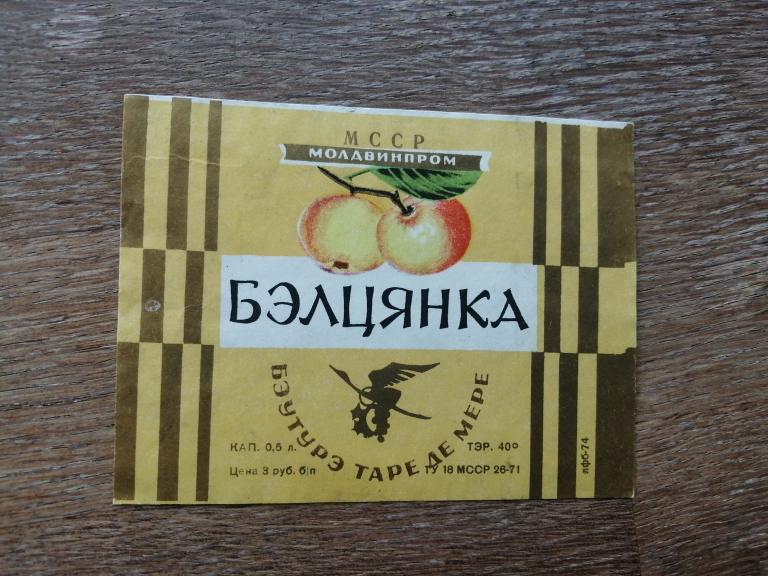 МССР
МОЛДВИНПРОМ
БЭЛЦЯНКА
БЭУТУРЭ ТАРЕ ДЕ МЕРЕ
КАП. 0,5 л.
ТЭР. 40°
Цена 3 руб. б/п
ТУ 18 МССР 26-71
пфб-74